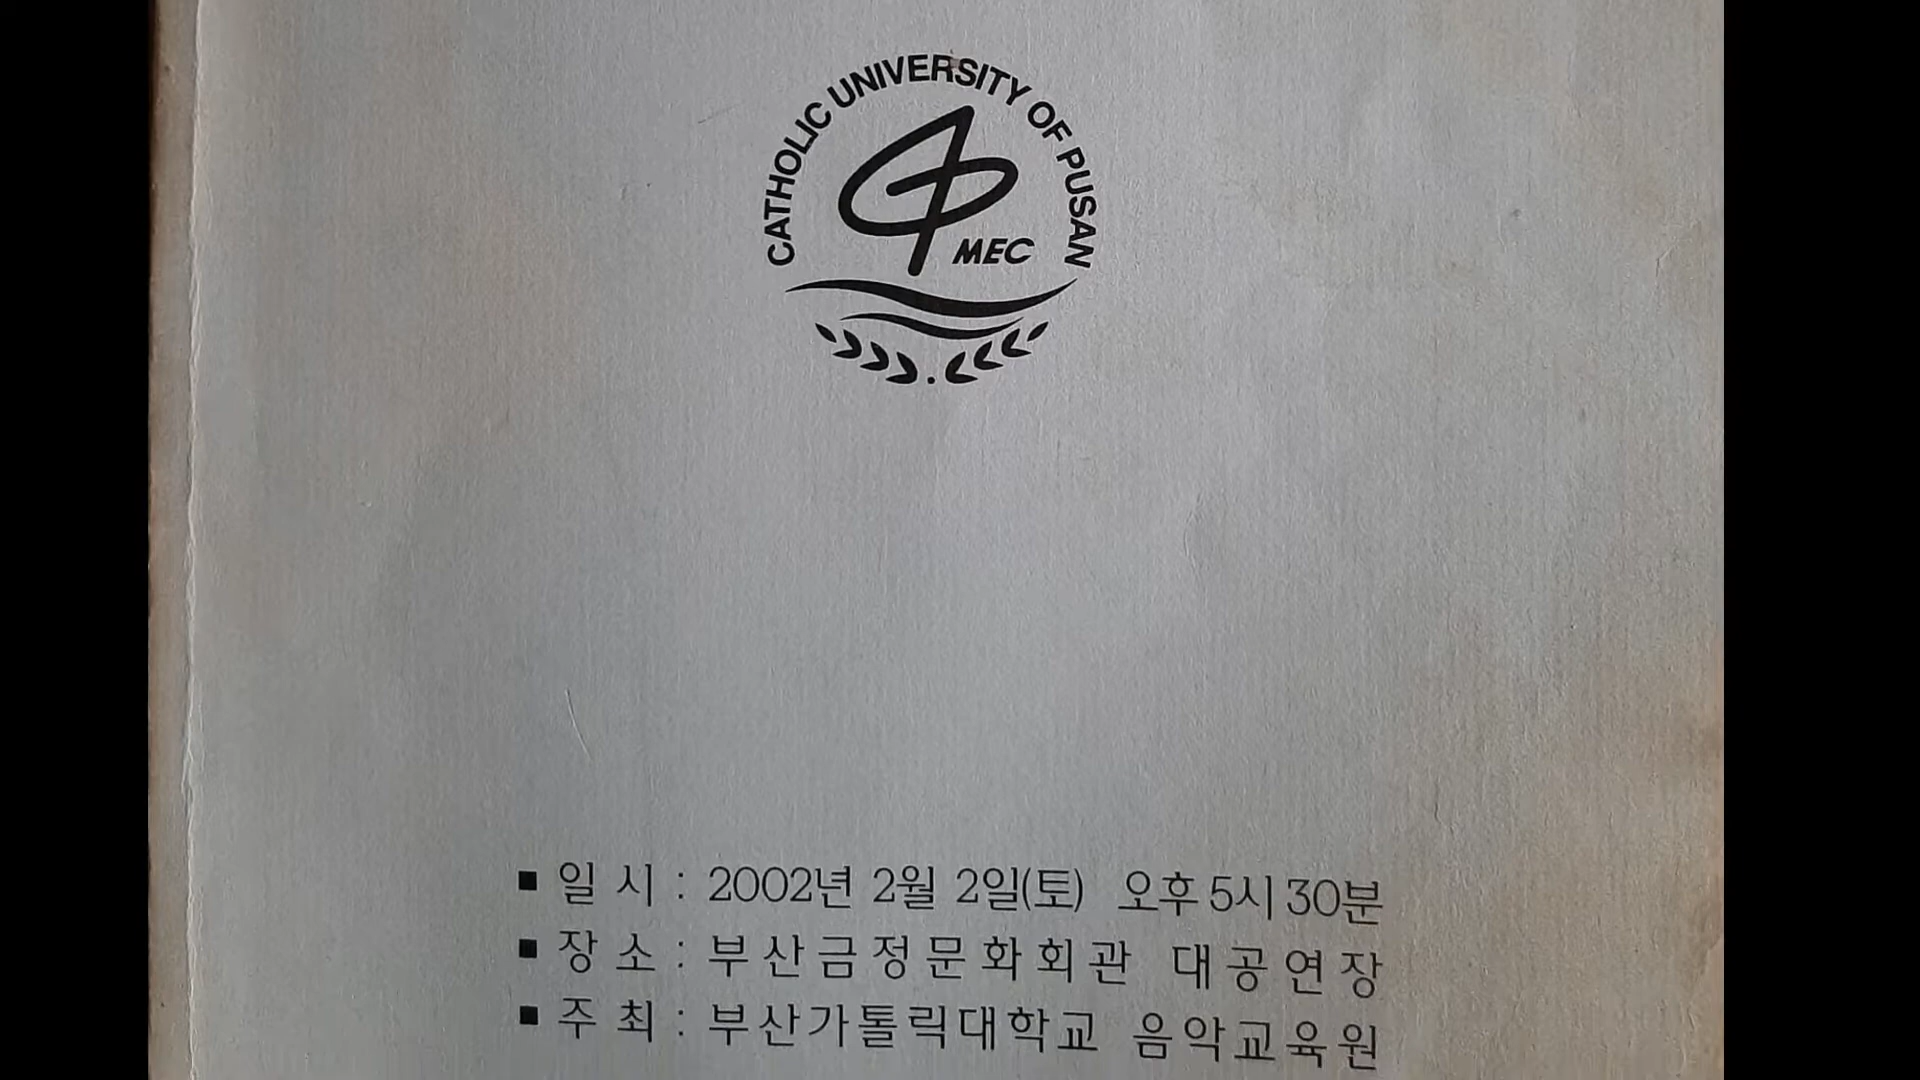 CATHOLIC UNIVERSITY OF PUSAN
MEC
■ 일 시 : 2002년 2월 2일(토) 오후 5시 30분
■ 장 소 : 부산금정문화회관 대공연장
■ 주 최 : 부산가톨릭대학교 음악교육원